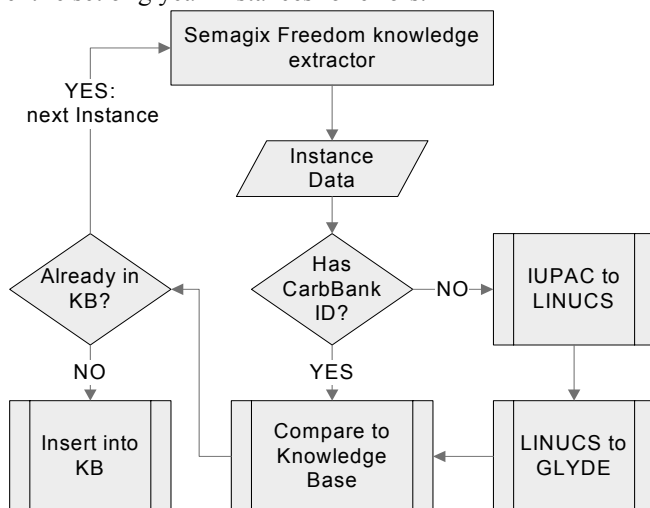 Semagix Freedom knowledge
extractor
YES:
next Instance
Instance
Data
Already in
KB?
Has
CarbBank
ID?
NO
IUPAC to
LINUCS
NO
YES
Insert into
KB
Compare to
Knowledge
Base
LINUCS to
GLYDE